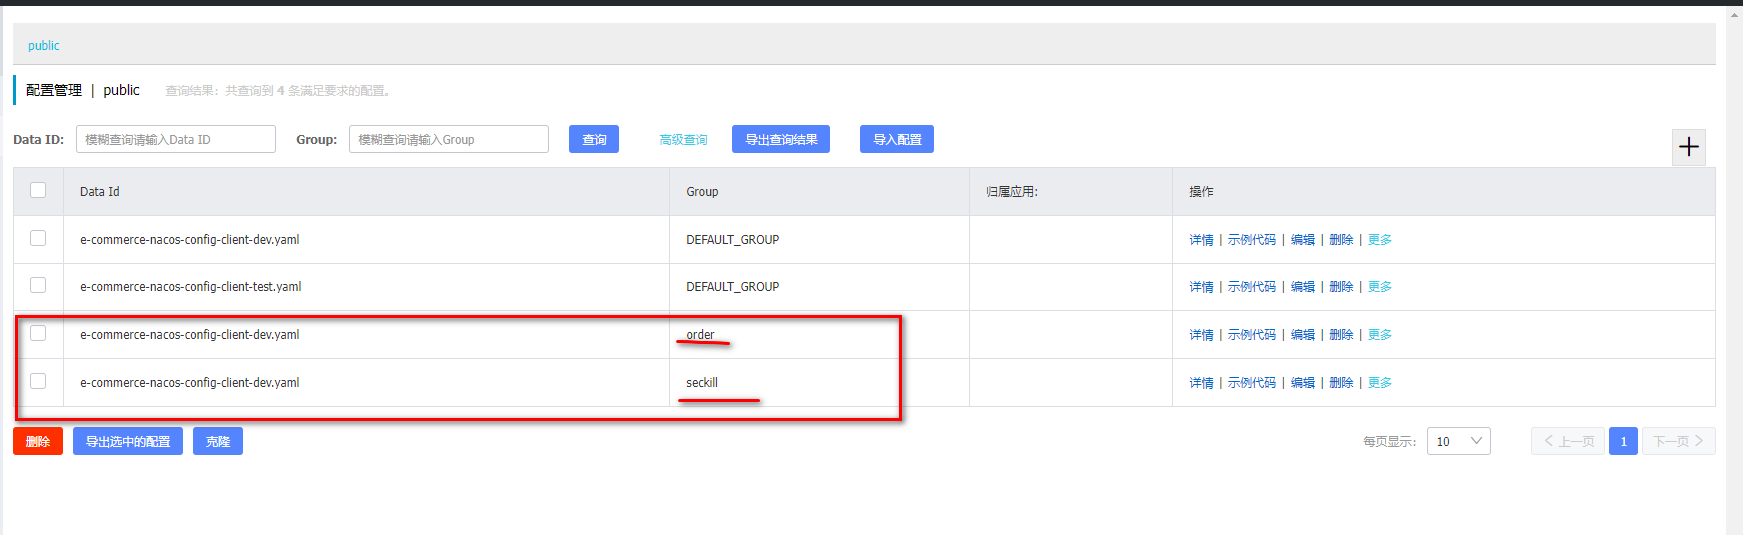 public
配置管理 | public 查询结果：共查询到 4 条满足要求的配置。
Data ID: 模糊查询请输入Data ID Group: 模糊查询请输入Group 查询 高级查询 导出查询结果 导入配置
Data Id Group 归属应用: 操作
e-commerce-nacos-config-client-dev.yaml DEFAULT_GROUP 详情 | 示例代码 | 编辑 | 删除 | 更多
e-commerce-nacos-config-client-test.yaml DEFAULT_GROUP 详情 | 示例代码 | 编辑 | 删除 | 更多
e-commerce-nacos-config-client-dev.yaml order 详情 | 示例代码 | 编辑 | 删除 | 更多
e-commerce-nacos-config-client-dev.yaml seckill 详情 | 示例代码 | 编辑 | 删除 | 更多
删除 导出选中的配置 克隆 每页显示: 10 上一页 1 下一页